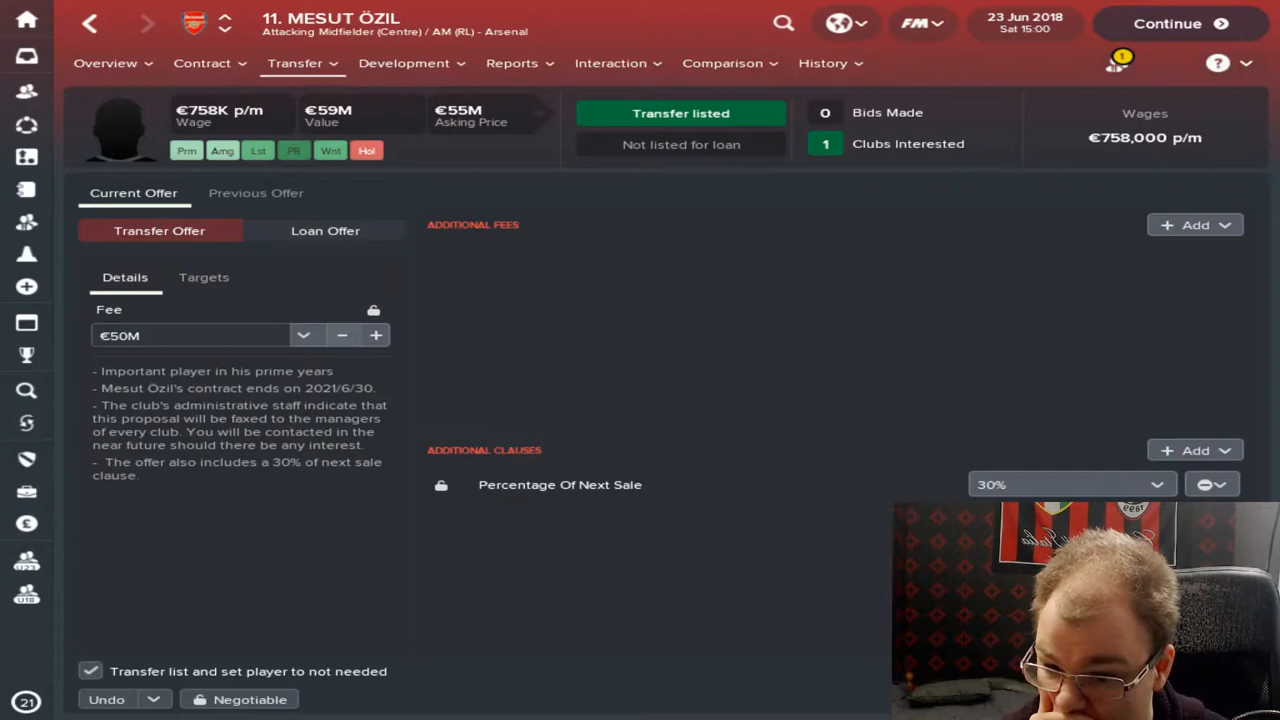 11. MESUT ÖZIL
Attacking Midfielder (Centre) / AM (RL) - Arsenal
FM
23 Jun 2018
Sat 15:00
Continue
Overview
Contract
Transfer
Development
Reports
Interaction
Comparison
History
1
?
€758K p/m
Wage
€59M
Value
€55M
Asking Price
Prm
Amg
Lst
PR
Wnt
Hol
Transfer listed
Not listed for loan
0 Bids Made
1 Clubs Interested
Wages
€758,000 p/m
Current Offer
Previous Offer
Transfer Offer
Loan Offer
ADDITIONAL FEES
+ Add
Details
Targets
Fee
€50M
- Important player in his prime years
- Mesut Özil's contract ends on 2021/6/30.
- The club's administrative staff indicate that
this proposal will be faxed to the managers
of every club. You will be contacted in the
near future should there be any interest.
- The offer also includes a 30% of next sale
clause.
ADDITIONAL CLAUSES
+ Add
Percentage Of Next Sale
30%
£
U23
U18
21
Transfer list and set player to not needed
Undo
Negotiable